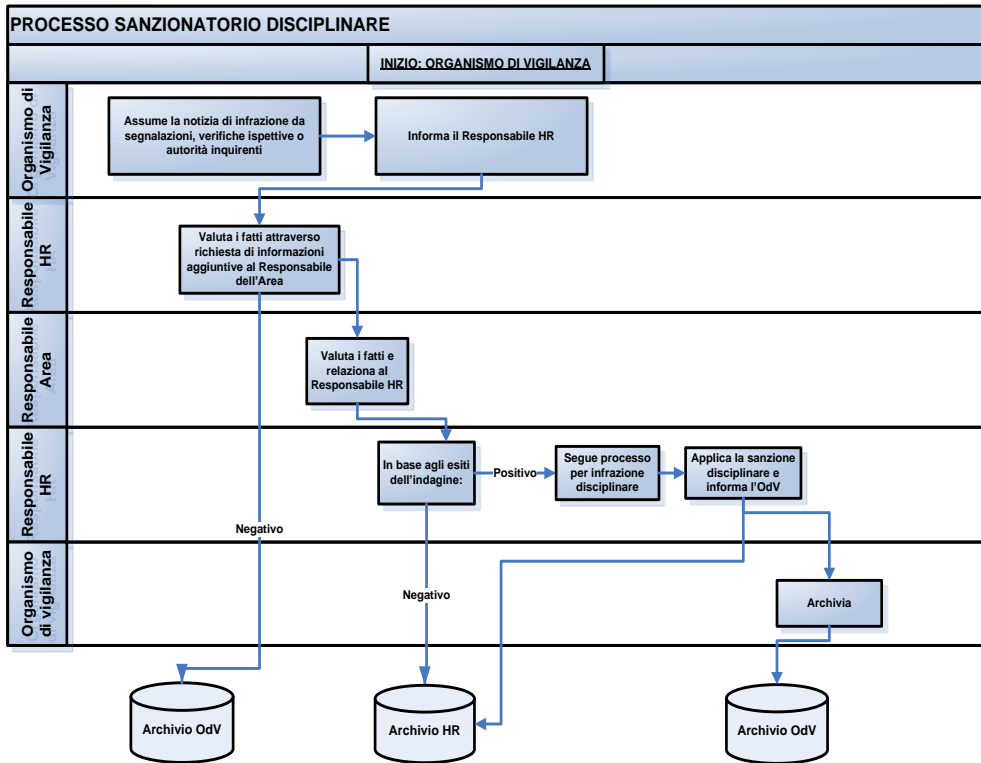 PROCESSO SANZIONATORIO DISCIPLINARE
INIZIO: ORGANISMO DI VIGILANZA
Organismo di
Vigilanza
Assume la notizia di infrazione da
segnalazioni, verifiche ispettive o
autorità inquirenti
Informa il Responsabile HR
Responsabile
HR
Valuta i fatti attraverso
richiesta di informazioni
aggiuntive al Responsabile
dell'Area
Responsabile
Area
Valuta i fatti e
relaziona al
Responsabile HR
Responsabile
HR
In base agli esiti
dell'indagine:
Positivo
Segue processo
per infrazione
disciplinare
Applica la sanzione
disciplinare e
informa l'OdV
Negativo
Organismo
di vigilanza
Negativo
Archivia
Archivio OdV
Archivio HR
Archivio OdV